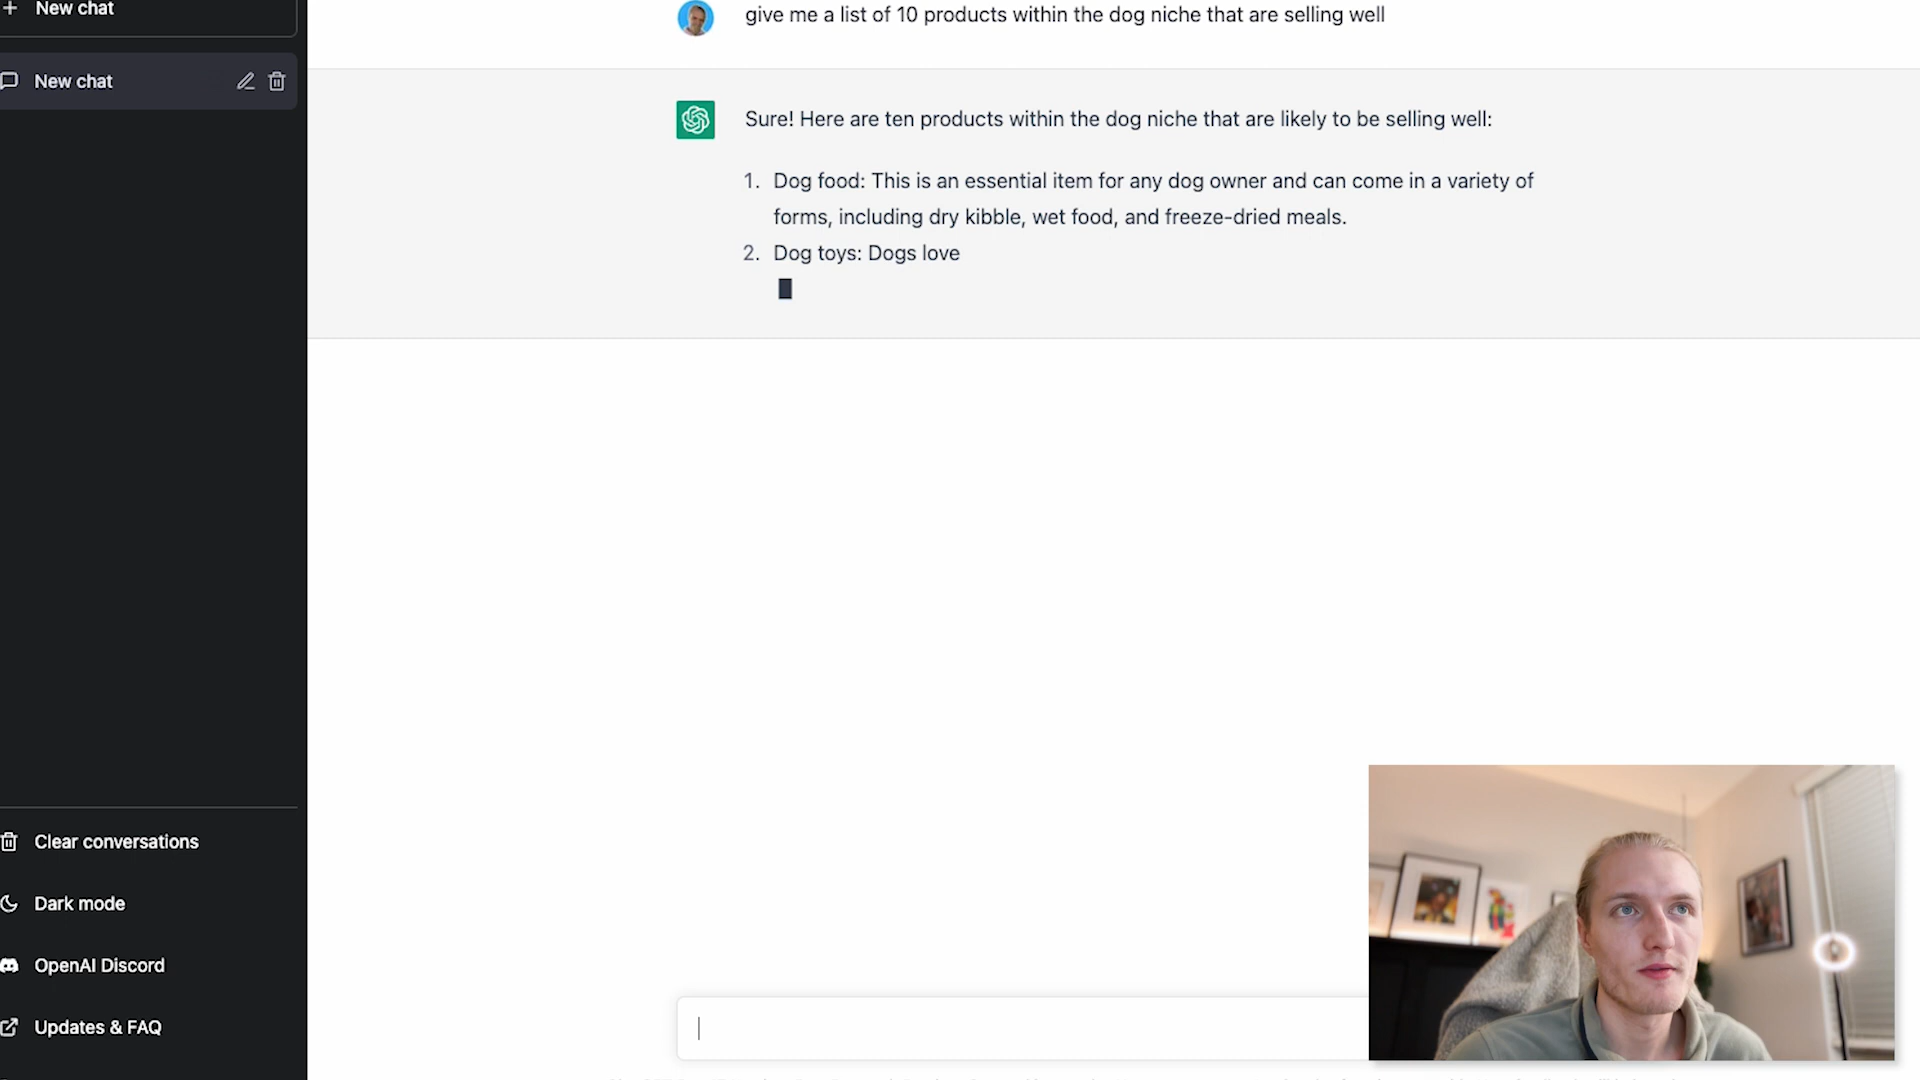 New chat
give me a list of 10 products within the dog niche that are selling well
New chat
Sure! Here are ten products within the dog niche that are likely to be selling well:
1. Dog food: This is an essential item for any dog owner and can come in a variety of
forms, including dry kibble, wet food, and freeze-dried meals.
2. Dog toys: Dogs love
Clear conversations
Dark mode
OpenAI Discord
Updates & FAQ